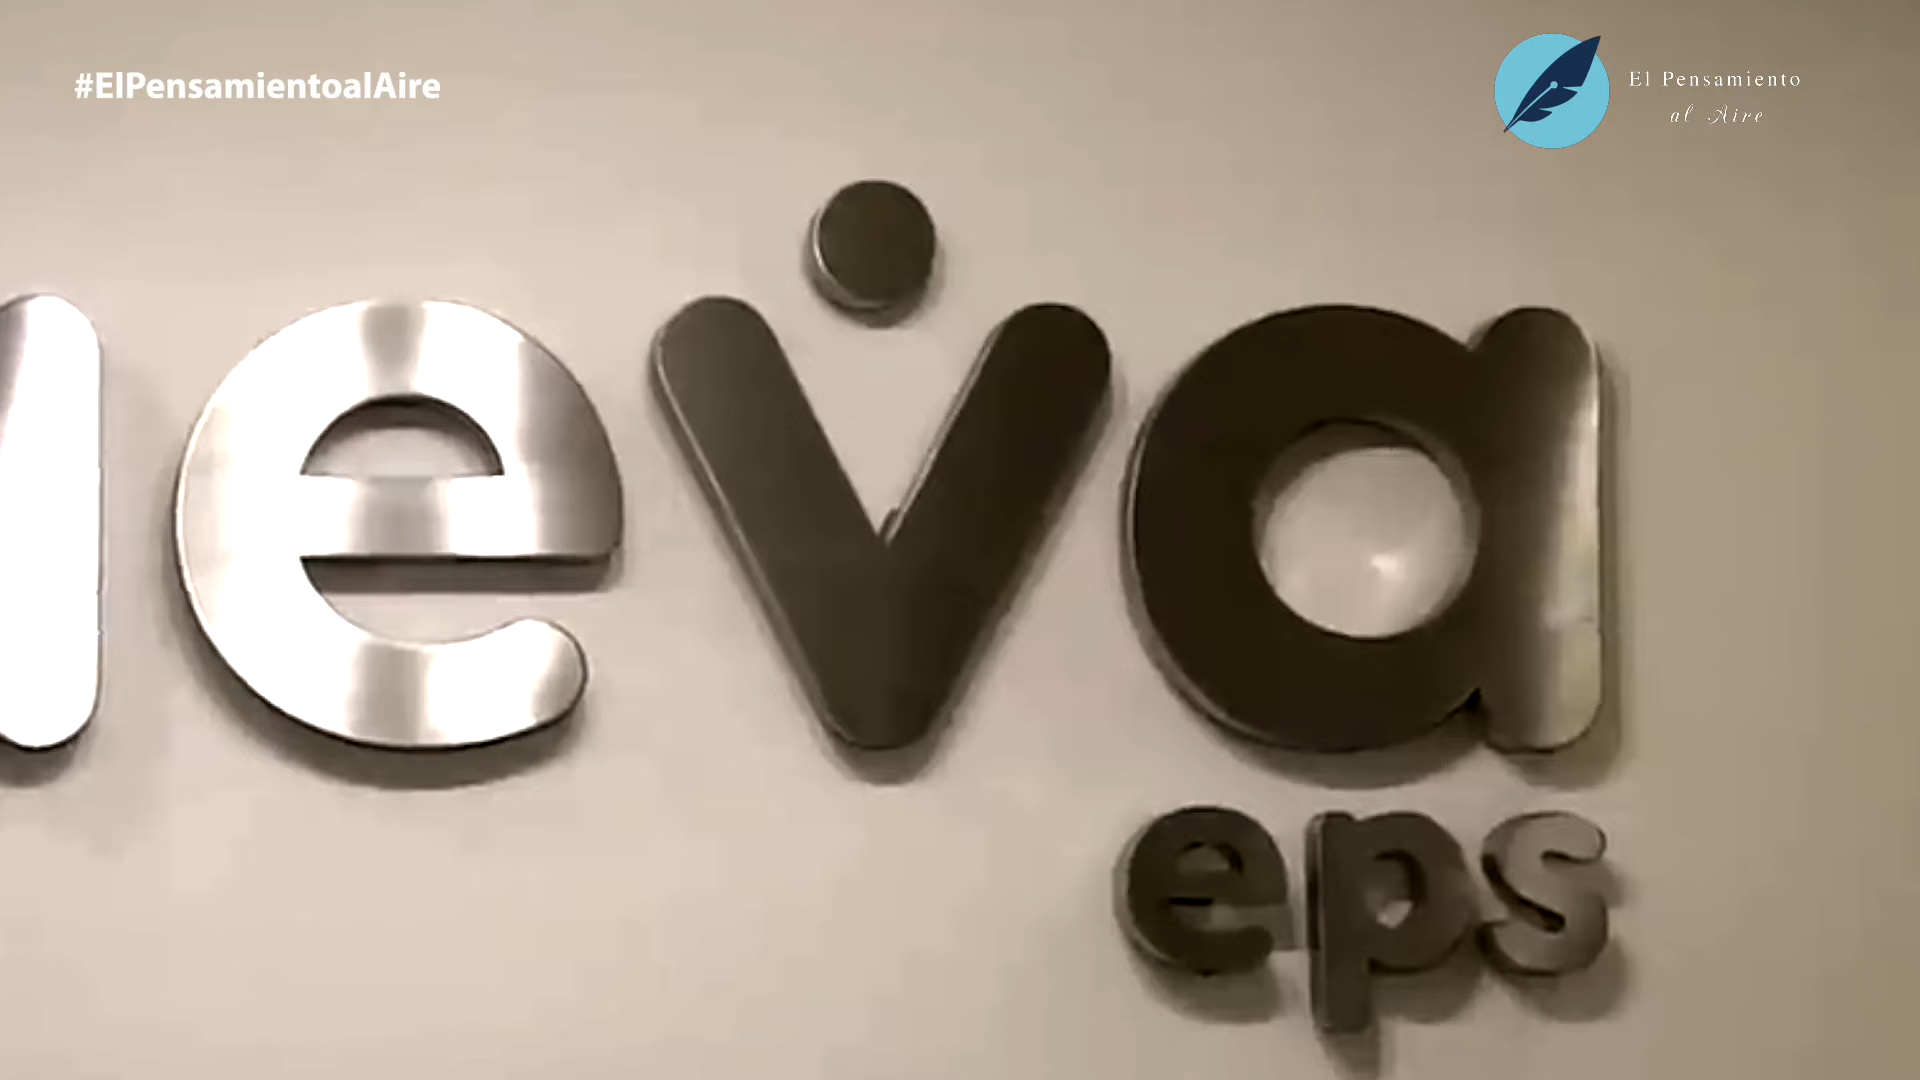 #ElPensamientoalAire
El Pensamiento
al Aire
eva
eps